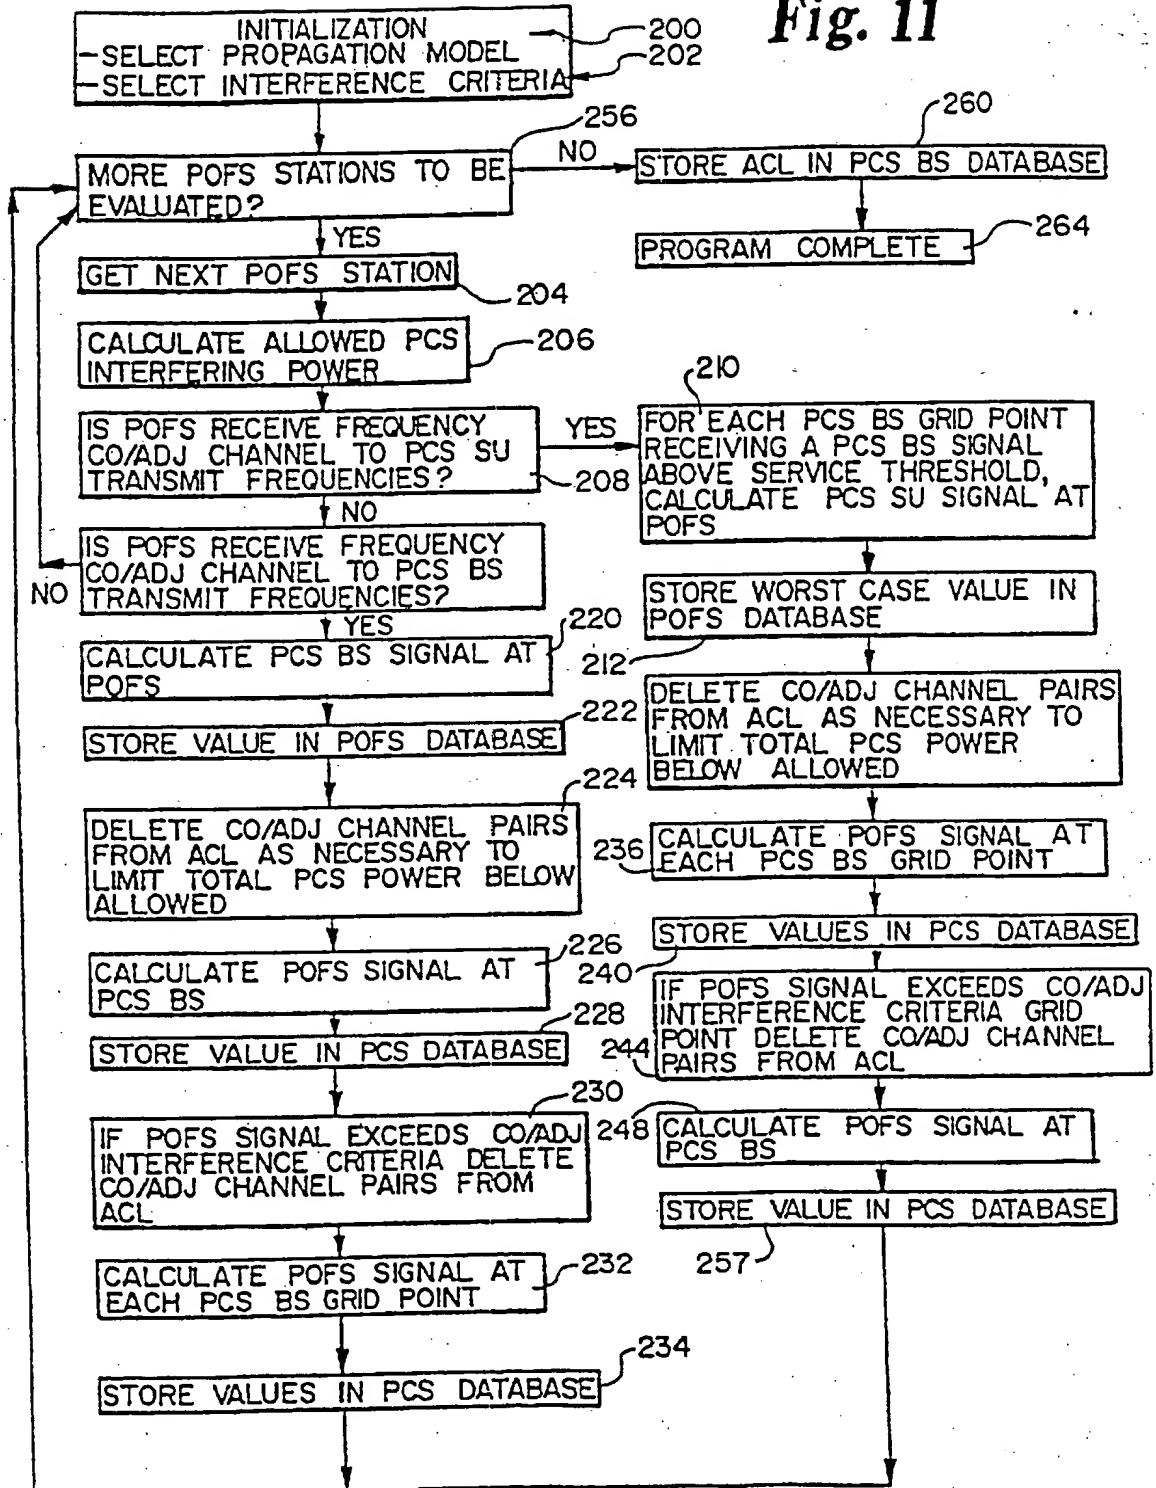 Fig. 11
INITIALIZATION
—SELECT PROPAGATION MODEL
—SELECT INTERFERENCE CRITERIA
200
202
256
MORE POFS STATIONS TO BE
EVALUATED?
NO
260
STORE ACL IN PCS BS DATABASE
PROGRAM COMPLETE
264
YES
GET NEXT POFS STATION
204
CALCULATE ALLOWED PCS
INTERFERING POWER
206
IS POFS RECEIVE FREQUENCY
CO/ADJ CHANNEL TO PCS SU
TRANSMIT FREQUENCIES?
208
YES
NO
IS POFS RECEIVE FREQUENCY
CO/ADJ CHANNEL TO PCS BS
TRANSMIT FREQUENCIES?
NO
YES
220
CALCULATE PCS BS SIGNAL AT
POFS
222
STORE VALUE IN POFS DATABASE
224
DELETE CO/ADJ CHANNEL PAIRS
FROM ACL AS NECESSARY TO
LIMIT TOTAL PCS POWER BELOW
ALLOWED
226
CALCULATE POFS SIGNAL AT
PCS BS
228
STORE VALUE IN PCS DATABASE
230
IF POFS SIGNAL EXCEEDS CO/ADJ
INTERFERENCE CRITERIA DELETE
CO/ADJ CHANNEL PAIRS FROM
ACL
232
CALCULATE POFS SIGNAL AT
EACH PCS BS GRID POINT
234
STORE VALUES IN PCS DATABASE
210
FOR EACH PCS BS GRID POINT
RECEIVING A PCS BS SIGNAL
ABOVE SERVICE THRESHOLD,
CALCULATE PCS SU SIGNAL AT
POFS
STORE WORST CASE VALUE IN
POFS DATABASE
212
DELETE CO/ADJ CHANNEL PAIRS
FROM ACL AS NECESSARY TO
LIMIT TOTAL PCS POWER
BELOW ALLOWED
236
CALCULATE POFS SIGNAL AT
EACH PCS BS GRID POINT
STORE VALUES IN PCS DATABASE
240
IF POFS SIGNAL EXCEEDS CO/ADJ
INTERFERENCE CRITERIA GRID
POINT DELETE CO/ADJ CHANNEL
PAIRS FROM ACL
244
248
CALCULATE POFS SIGNAL AT
PCS BS
STORE VALUE IN PCS DATABASE
257